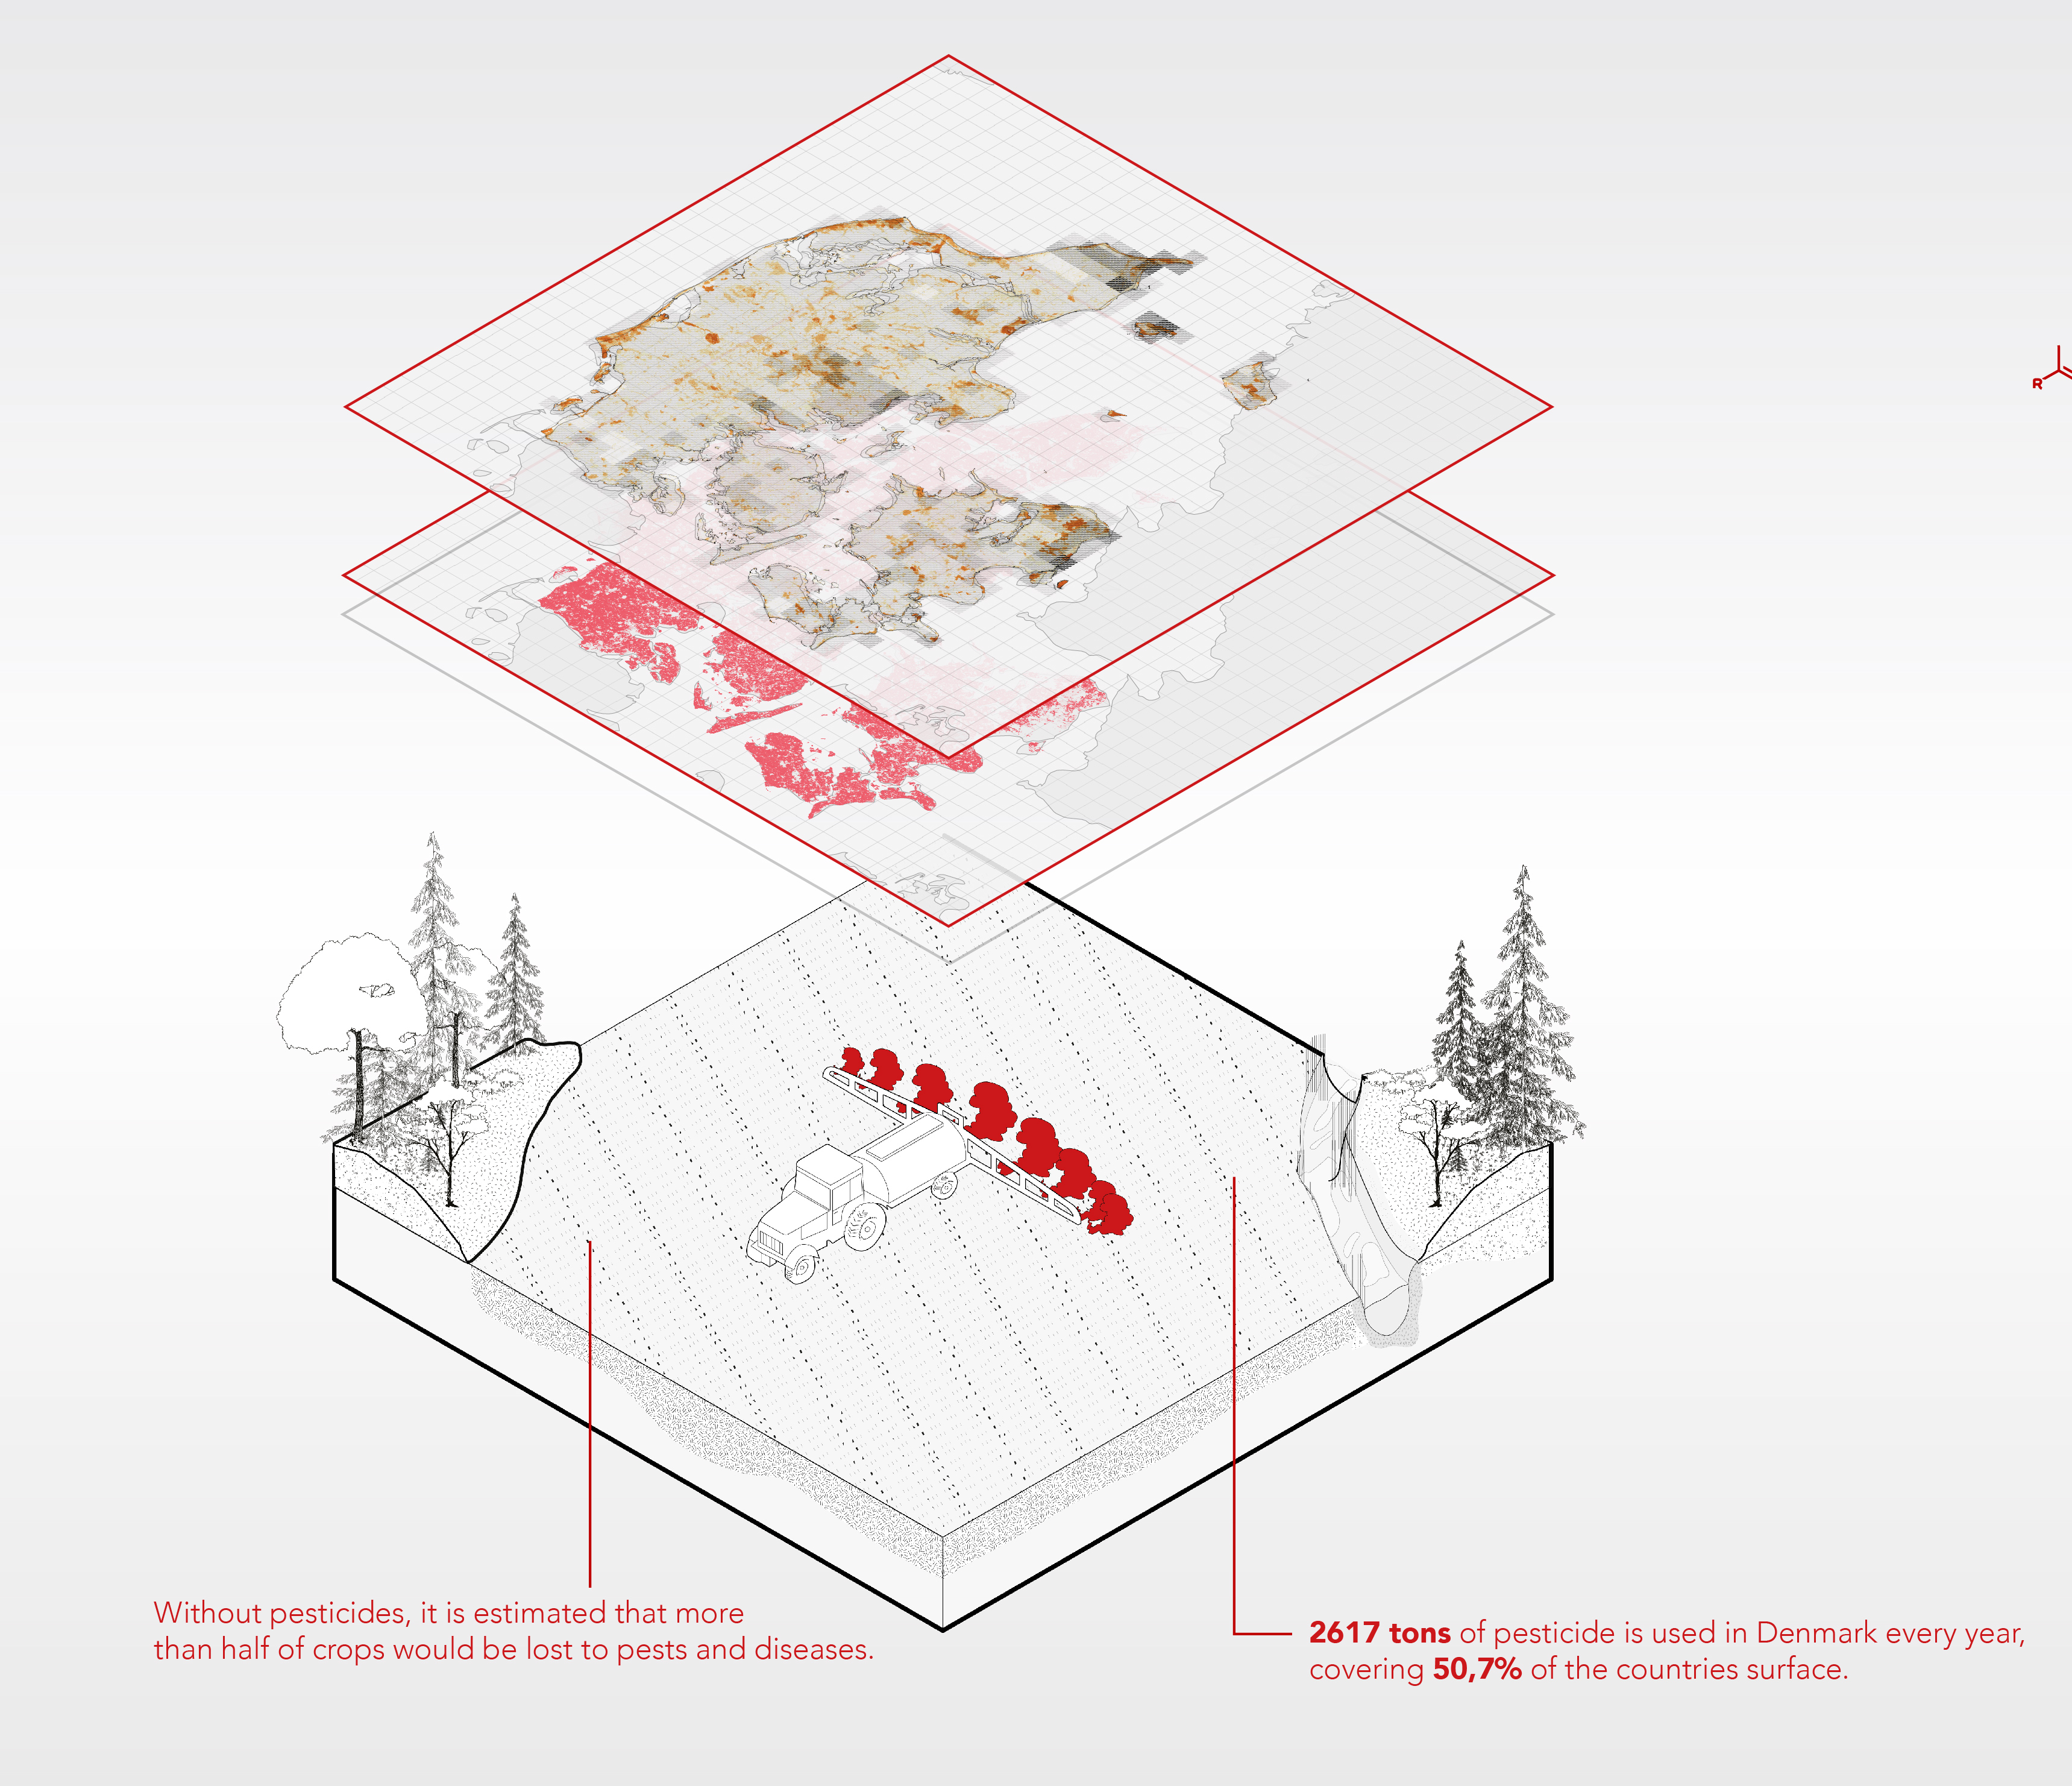 R
Without pesticides, it is estimated that more
than half of crops would be lost to pests and diseases.
2617 tons of pesticide is used in Denmark every year,
covering 50,7% of the countries surface.